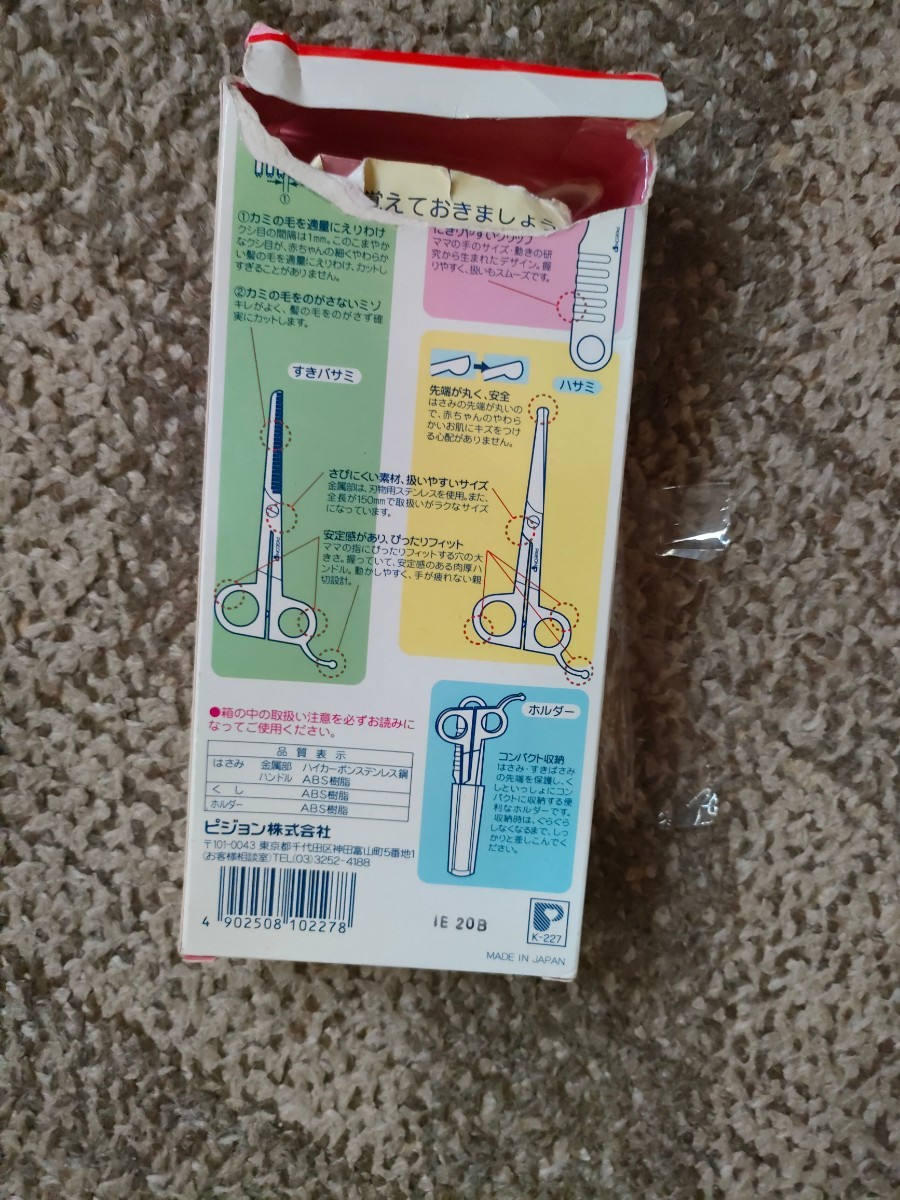 覚えておきましょう
①
①カミの毛を適量にえりわけ
クシ目の間隔は1mm。このこまやか
なクシ目が、赤ちゃんの細くやわらか
い髪の毛を適量にえりわけ、カットし
すぎることがありません。
②カミの毛をのがさないミゾ
キレがよく、髪の毛をのがさず確
実にカットします。
にぎりやすいグリップ
ママの手のサイズ・動きの研
究から生まれたデザイン。握
りやすく、扱いもスムーズです。
すきバサミ
ハサミ
先端が丸く、安全
はさみの先端が丸いの
で、赤ちゃんのやわら
かいお肌にキズをつけ
る心配がありません。
さびにくい素材、扱いやすいサイズ
金属部は、刃物用ステンレスを使用。また、
全長が150mmで取扱いがラクなサイズ
になっています。
安定感があり、ぴったりフィット
ママの指にぴったりフィットする穴の大
きさ。握っていて、安定感のある肉厚ハ
ンドル。動かしやすく、手が疲れない親
切設計。
●箱の中の取扱い注意を必ずお読みに
なってご使用ください。
品質表示
はさみ 金属部 ハイカーボンステンレス鋼
ハンドル ABS樹脂
くし ABS樹脂
ホルダー ABS樹脂
ピジョン株式会社
〒101-0043 東京都千代田区神田富山町5番地1
(お客様相談室)TEL(03)3252-4188
4 902508 102278
ホルダー
コンパクト収納
はさみ・すきばさみ
の先端を保護し、く
しといっしょにコン
パクトに収納する便
利なホルダーです。
収納時は、ぐらぐら
しなくなるまで、しっ
かりと差しこんでく
ださい。
IE 20B
K-227
MADE IN JAPAN